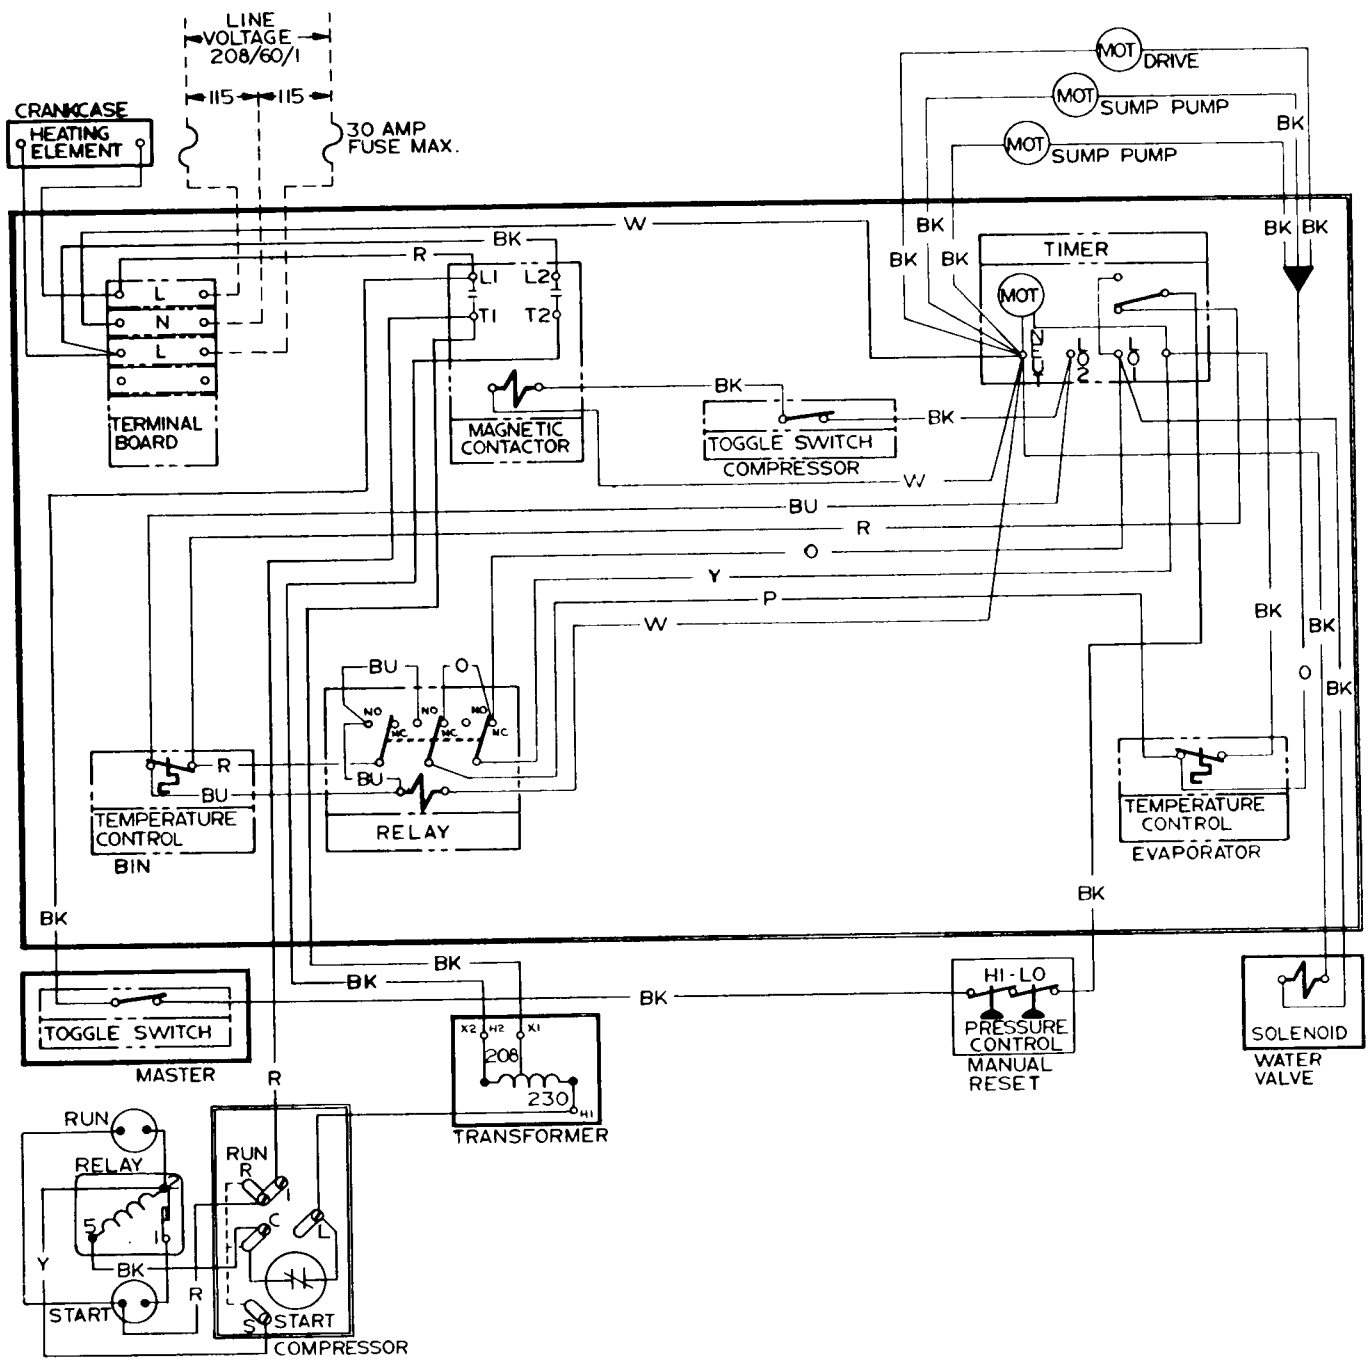 LINE
VOLTAGE
208/60/1
115
115
CRANKCASE
HEATING
ELEMENT
30 AMP
FUSE MAX.
MOT
DRIVE
MOT
SUMP PUMP
MOT
SUMP PUMP
BK
W
BK
R
BK
BK
BK
BK
BK
TIMER
MOT
NEUT
LO2
LO1
L
N
L
TERMINAL
BOARD
L1
L2
T1
T2
MAGNETIC
CONTACTOR
BK
BK
TOGGLE SWITCH
COMPRESSOR
W
BU
R
O
Y
P
W
BK
BK
O
BK
BU
O
NO
NC
NO
NC
NO
NC
R
BU
BU
RELAY
TEMPERATURE
CONTROL
BIN
TEMPERATURE
CONTROL
EVAPORATOR
BK
BK
TOGGLE SWITCH
MASTER
BK
BK
BK
HI-LO
PRESSURE
CONTROL
MANUAL
RESET
SOLENOID
WATER
VALVE
X2
H2
X1
208
230
H1
TRANSFORMER
R
RUN
RELAY
2
5
1
Y
BK
R
START
RUN
R
1
C
L
S
START
COMPRESSOR